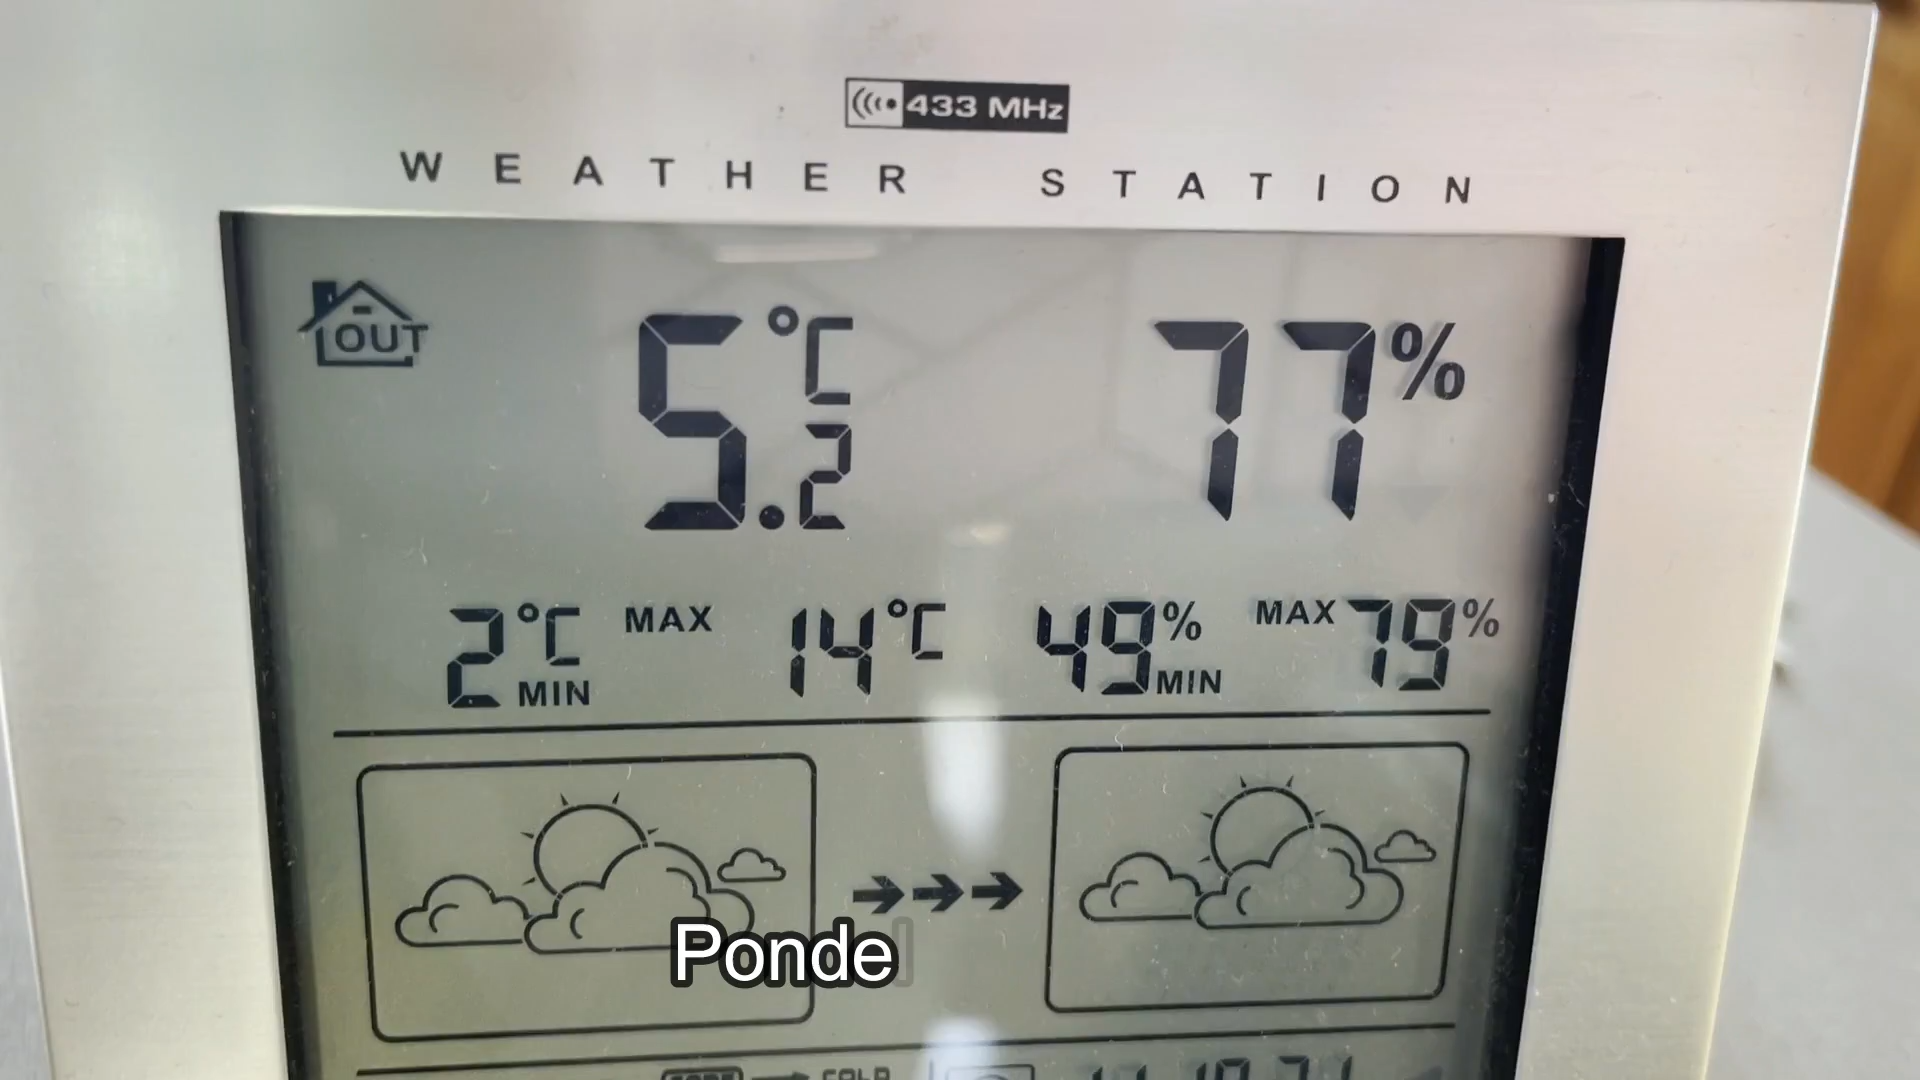 433 MHz
WEATHER STATION
OUT
5.2 °C 77%
2°C MIN MAX 14°C 49% MIN MAX 79%
Ponde